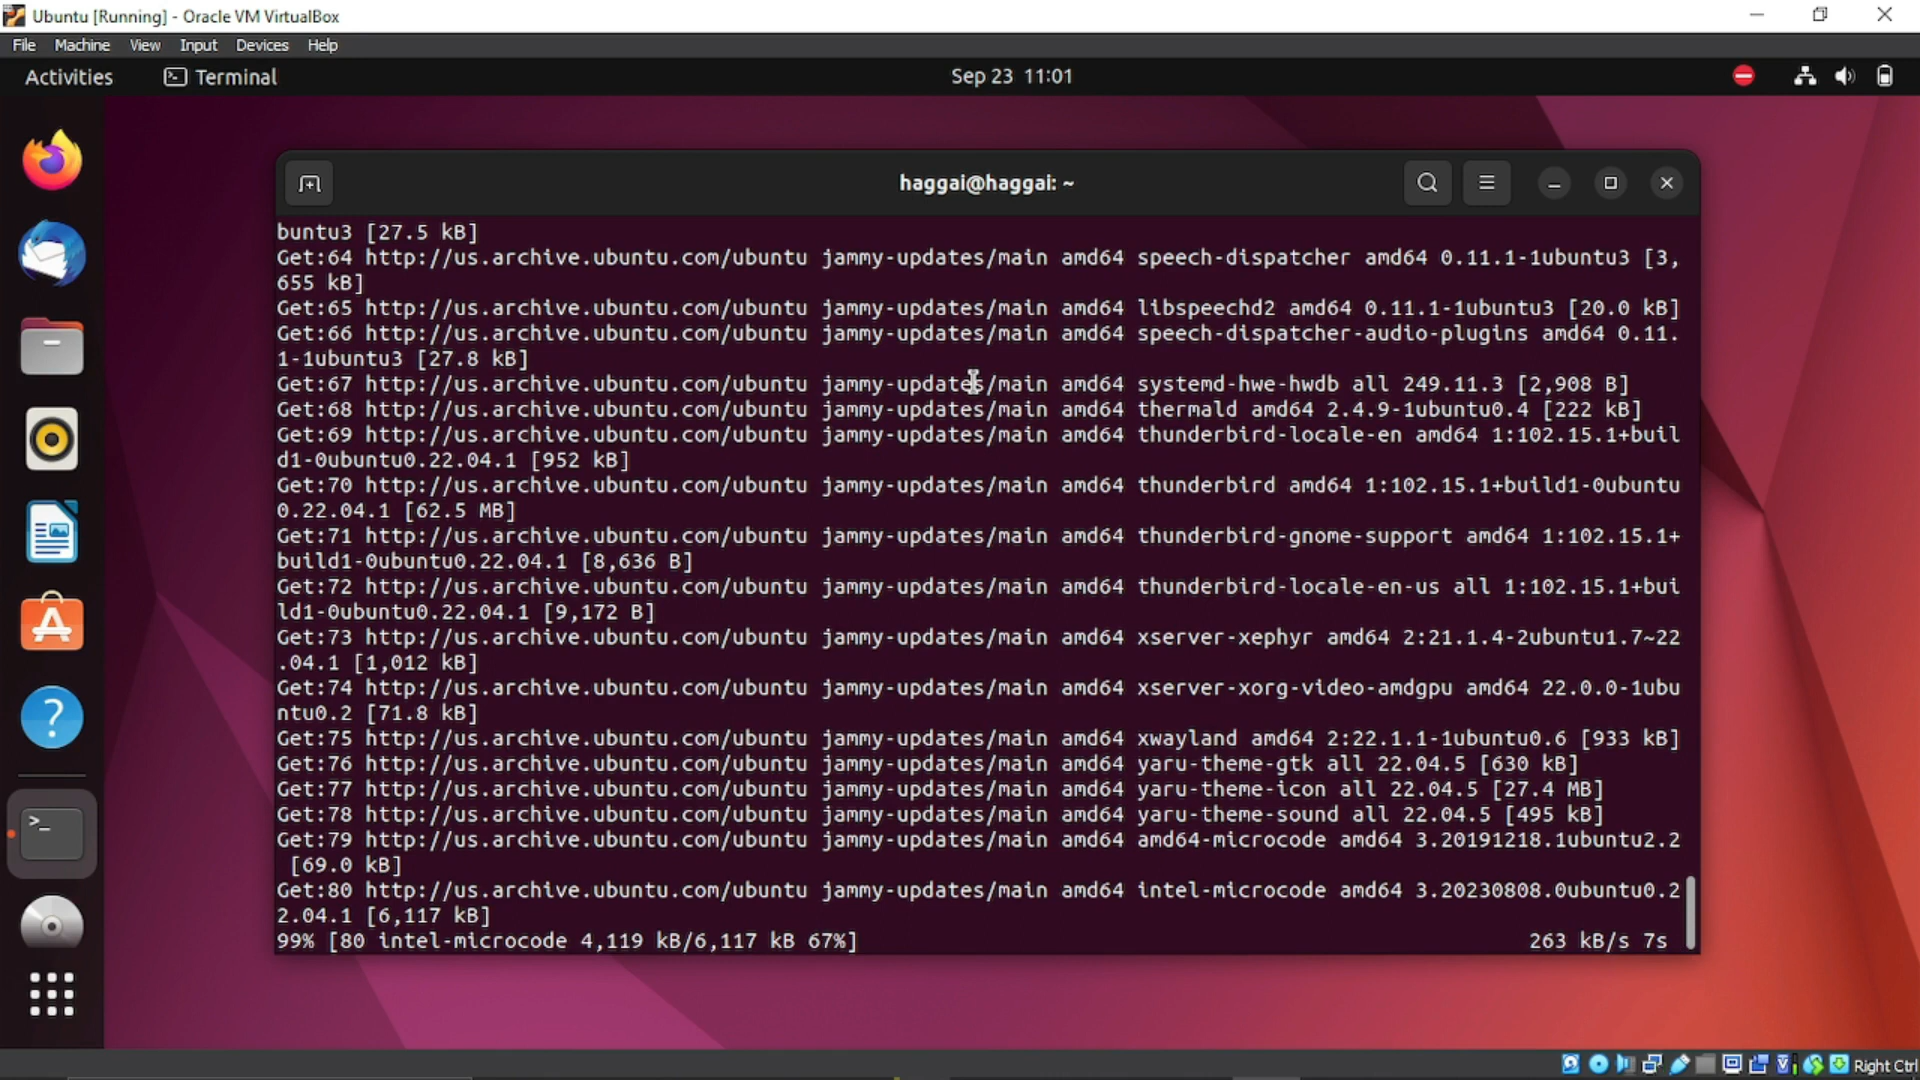 Ubuntu [Running] - Oracle VM VirtualBox
File Machine View Input Devices Help
Activities Terminal Sep 23 11:01
haggai@haggai: ~
buntu3 [27.5 kB]
Get:64 http://us.archive.ubuntu.com/ubuntu jammy-updates/main amd64 speech-dispatcher amd64 0.11.1-1ubuntu3 [3,
655 kB]
Get:65 http://us.archive.ubuntu.com/ubuntu jammy-updates/main amd64 libspeechd2 amd64 0.11.1-1ubuntu3 [20.0 kB]
Get:66 http://us.archive.ubuntu.com/ubuntu jammy-updates/main amd64 speech-dispatcher-audio-plugins amd64 0.11.
1-1ubuntu3 [27.8 kB]
Get:67 http://us.archive.ubuntu.com/ubuntu jammy-updates/main amd64 systemd-hwe-hwdb all 249.11.3 [2,908 B]
Get:68 http://us.archive.ubuntu.com/ubuntu jammy-updates/main amd64 thermald amd64 2.4.9-1ubuntu0.4 [222 kB]
Get:69 http://us.archive.ubuntu.com/ubuntu jammy-updates/main amd64 thunderbird-locale-en amd64 1:102.15.1+buil
d1-0ubuntu0.22.04.1 [952 kB]
Get:70 http://us.archive.ubuntu.com/ubuntu jammy-updates/main amd64 thunderbird amd64 1:102.15.1+build1-0ubuntu
0.22.04.1 [62.5 MB]
Get:71 http://us.archive.ubuntu.com/ubuntu jammy-updates/main amd64 thunderbird-gnome-support amd64 1:102.15.1+
build1-0ubuntu0.22.04.1 [8,636 B]
Get:72 http://us.archive.ubuntu.com/ubuntu jammy-updates/main amd64 thunderbird-locale-en-us all 1:102.15.1+bui
ld1-0ubuntu0.22.04.1 [9,172 B]
Get:73 http://us.archive.ubuntu.com/ubuntu jammy-updates/main amd64 xserver-xephyr amd64 2:21.1.4-2ubuntu1.7~22
.04.1 [1,012 kB]
Get:74 http://us.archive.ubuntu.com/ubuntu jammy-updates/main amd64 xserver-xorg-video-amdgpu amd64 22.0.0-1ubu
ntu0.2 [71.8 kB]
Get:75 http://us.archive.ubuntu.com/ubuntu jammy-updates/main amd64 xwayland amd64 2:22.1.1-1ubuntu0.6 [933 kB]
Get:76 http://us.archive.ubuntu.com/ubuntu jammy-updates/main amd64 yaru-theme-gtk all 22.04.5 [630 kB]
Get:77 http://us.archive.ubuntu.com/ubuntu jammy-updates/main amd64 yaru-theme-icon all 22.04.5 [27.4 MB]
Get:78 http://us.archive.ubuntu.com/ubuntu jammy-updates/main amd64 yaru-theme-sound all 22.04.5 [495 kB]
Get:79 http://us.archive.ubuntu.com/ubuntu jammy-updates/main amd64 amd64-microcode amd64 3.20191218.1ubuntu2.2
[69.0 kB]
Get:80 http://us.archive.ubuntu.com/ubuntu jammy-updates/main amd64 intel-microcode amd64 3.20230808.0ubuntu0.2
2.04.1 [6,117 kB]
99% [80 intel-microcode 4,119 kB/6,117 kB 67%] 263 kB/s 7s
Right Ctrl